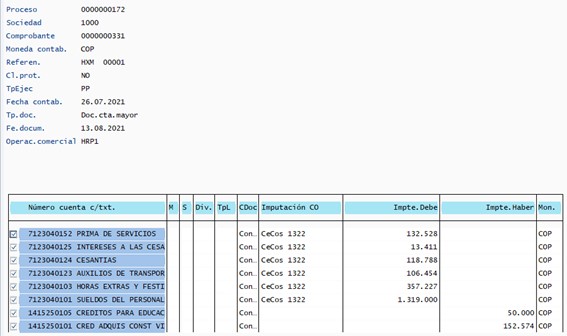 Proceso 0000000172
Sociedad 1000
Comprobante 0000000331
Moneda contab. COP
Referen. HXM 00001
Cl.prot. NO
TpEjec PP
Fecha contab. 26.07.2021
Tp.doc. Doc.cta.mayor
Fe.docum. 13.08.2021
Operac.comercial HRP1
Número cuenta c/txt. M S Div. TpL CDoc Imputación CO Impte.Debe Impte.Haber Mon.
7123040152 PRIMA DE SERVICIOS Con… CeCos 1322 132.528 COP
7123040125 INTERESES A LAS CESA Con… CeCos 1322 13.411 COP
7123040124 CESANTIAS Con… CeCos 1322 118.788 COP
7123040123 AUXILIOS DE TRANSPOR Con… CeCos 1322 106.454 COP
7123040103 HORAS EXTRAS Y FESTI Con… CeCos 1322 357.227 COP
7123040101 SUELDOS DEL PERSONAL Con… CeCos 1322 1.319.000 COP
1415250105 CREDITOS PARA EDUCAC Con… 50.000 COP
1415250101 CRED ADQUIS CONST VI Con… 152.574 COP